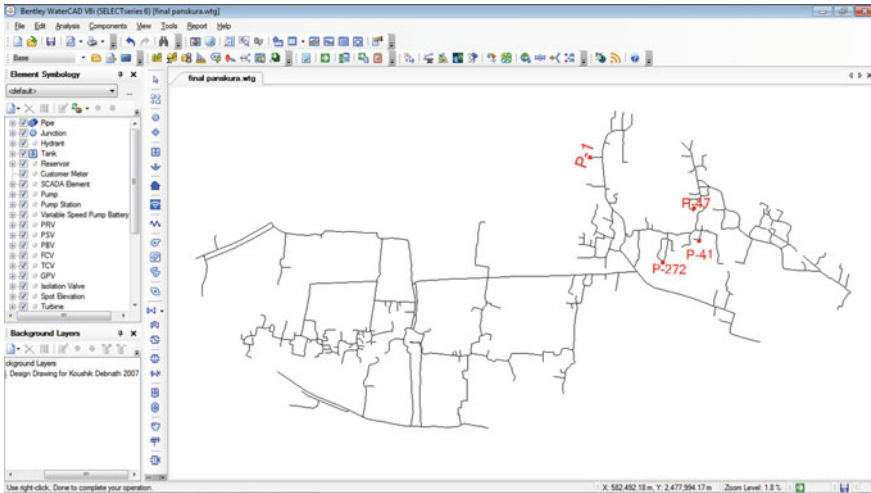 Bentley WaterCAD V8i (SELECTseries 6) [final panskura.wtg]
File Edit Analysis Components View Tools Report Help
Base
Element Symbology
<default>
Pipe
Junction
Hydrant
Tank
Reservoir
Customer Meter
SCADA Element
Pump
Pump Station
Variable Speed Pump Battery
PRV
PSV
PBV
FCV
TCV
GPV
Isolation Valve
Spot Elevation
Turbine
Background Layers
ckground Layers
Design Drawing for Koushik Debnath 2007
final panskura.wtg
P-1
P-47
P-41
P-272
Use right-click, Done to complete your operation.
X: 582,492.18 m, Y: 2,477,994.17 m Zoom Level: 1.8 %